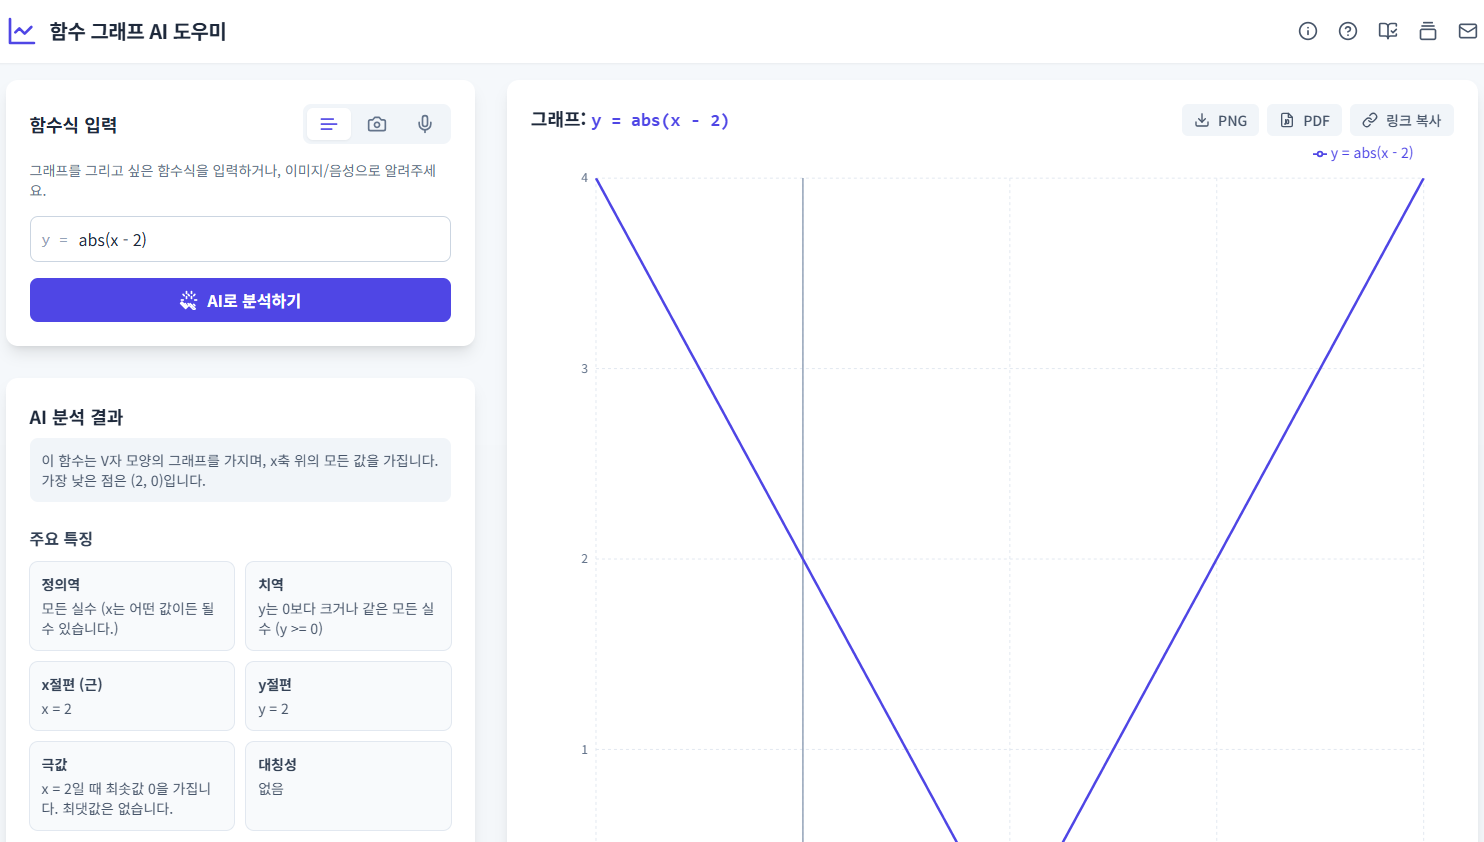 함수 그래프 AI 도우미
함수식 입력
그래프를 그리고 싶은 함수식을 입력하거나, 이미지/음성으로 알려주세
요.
y = abs(x - 2)
AI로 분석하기
AI 분석 결과
이 함수는 V자 모양의 그래프를 가지며, x축 위의 모든 값을 가집니다.
가장 낮은 점은 (2, 0)입니다.
주요 특징
정의역
모든 실수 (x는 어떤 값이든 될
수 있습니다.)
치역
y는 0보다 크거나 같은 모든 실
수 (y >= 0)
x절편 (근)
x = 2
y절편
y = 2
극값
x = 2일 때 최솟값 0을 가집니
다. 최댓값은 없습니다.
대칭성
없음
그래프: y = abs(x - 2)
PNG
PDF
링크 복사
y = abs(x - 2)
4
3
2
1